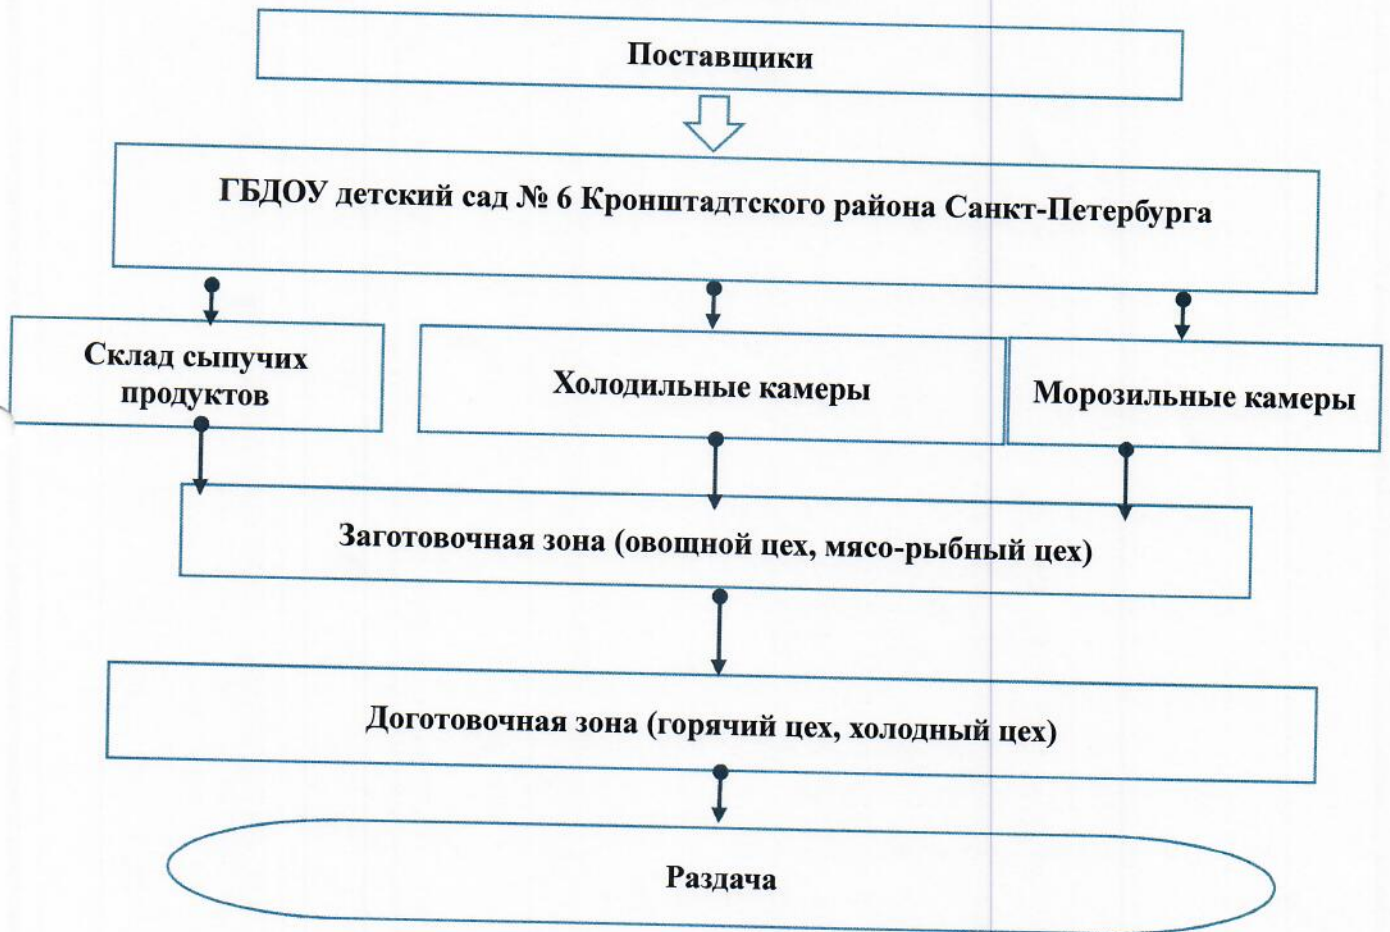 Поставщики
ГБДОУ детский сад № 6 Кронштадтского района Санкт-Петербурга
Склад сыпучих
продуктов
Холодильные камеры
Морозильные камеры
Заготовочная зона (овощной цех, мясо-рыбный цех)
Доготовочная зона (горячий цех, холодный цех)
Раздача